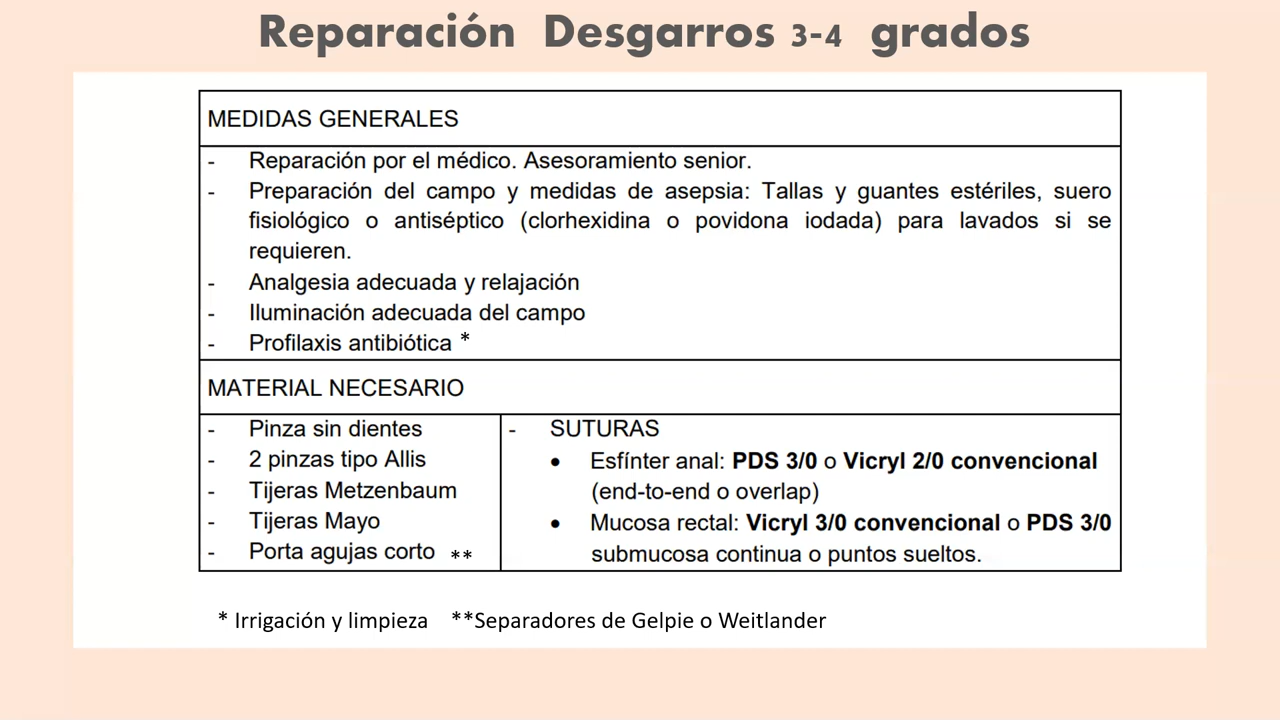 Reparación Desgarros 3-4 grados
MEDIDAS GENERALES
- Reparación por el médico. Asesoramiento senior.
- Preparación del campo y medidas de asepsia: Tallas y guantes estériles, suero
fisiológico o antiséptico (clorhexidina o povidona iodada) para lavados si se
requieren.
- Analgesia adecuada y relajación
- Iluminación adecuada del campo
- Profilaxis antibiótica *
MATERIAL NECESARIO
- Pinza sin dientes
- 2 pinzas tipo Allis
- Tijeras Metzenbaum
- Tijeras Mayo
- Porta agujas corto **
- SUTURAS
• Esfínter anal: PDS 3/0 o Vicryl 2/0 convencional
(end-to-end o overlap)
• Mucosa rectal: Vicryl 3/0 convencional o PDS 3/0
submucosa continua o puntos sueltos.
* Irrigación y limpieza **Separadores de Gelpie o Weitlander